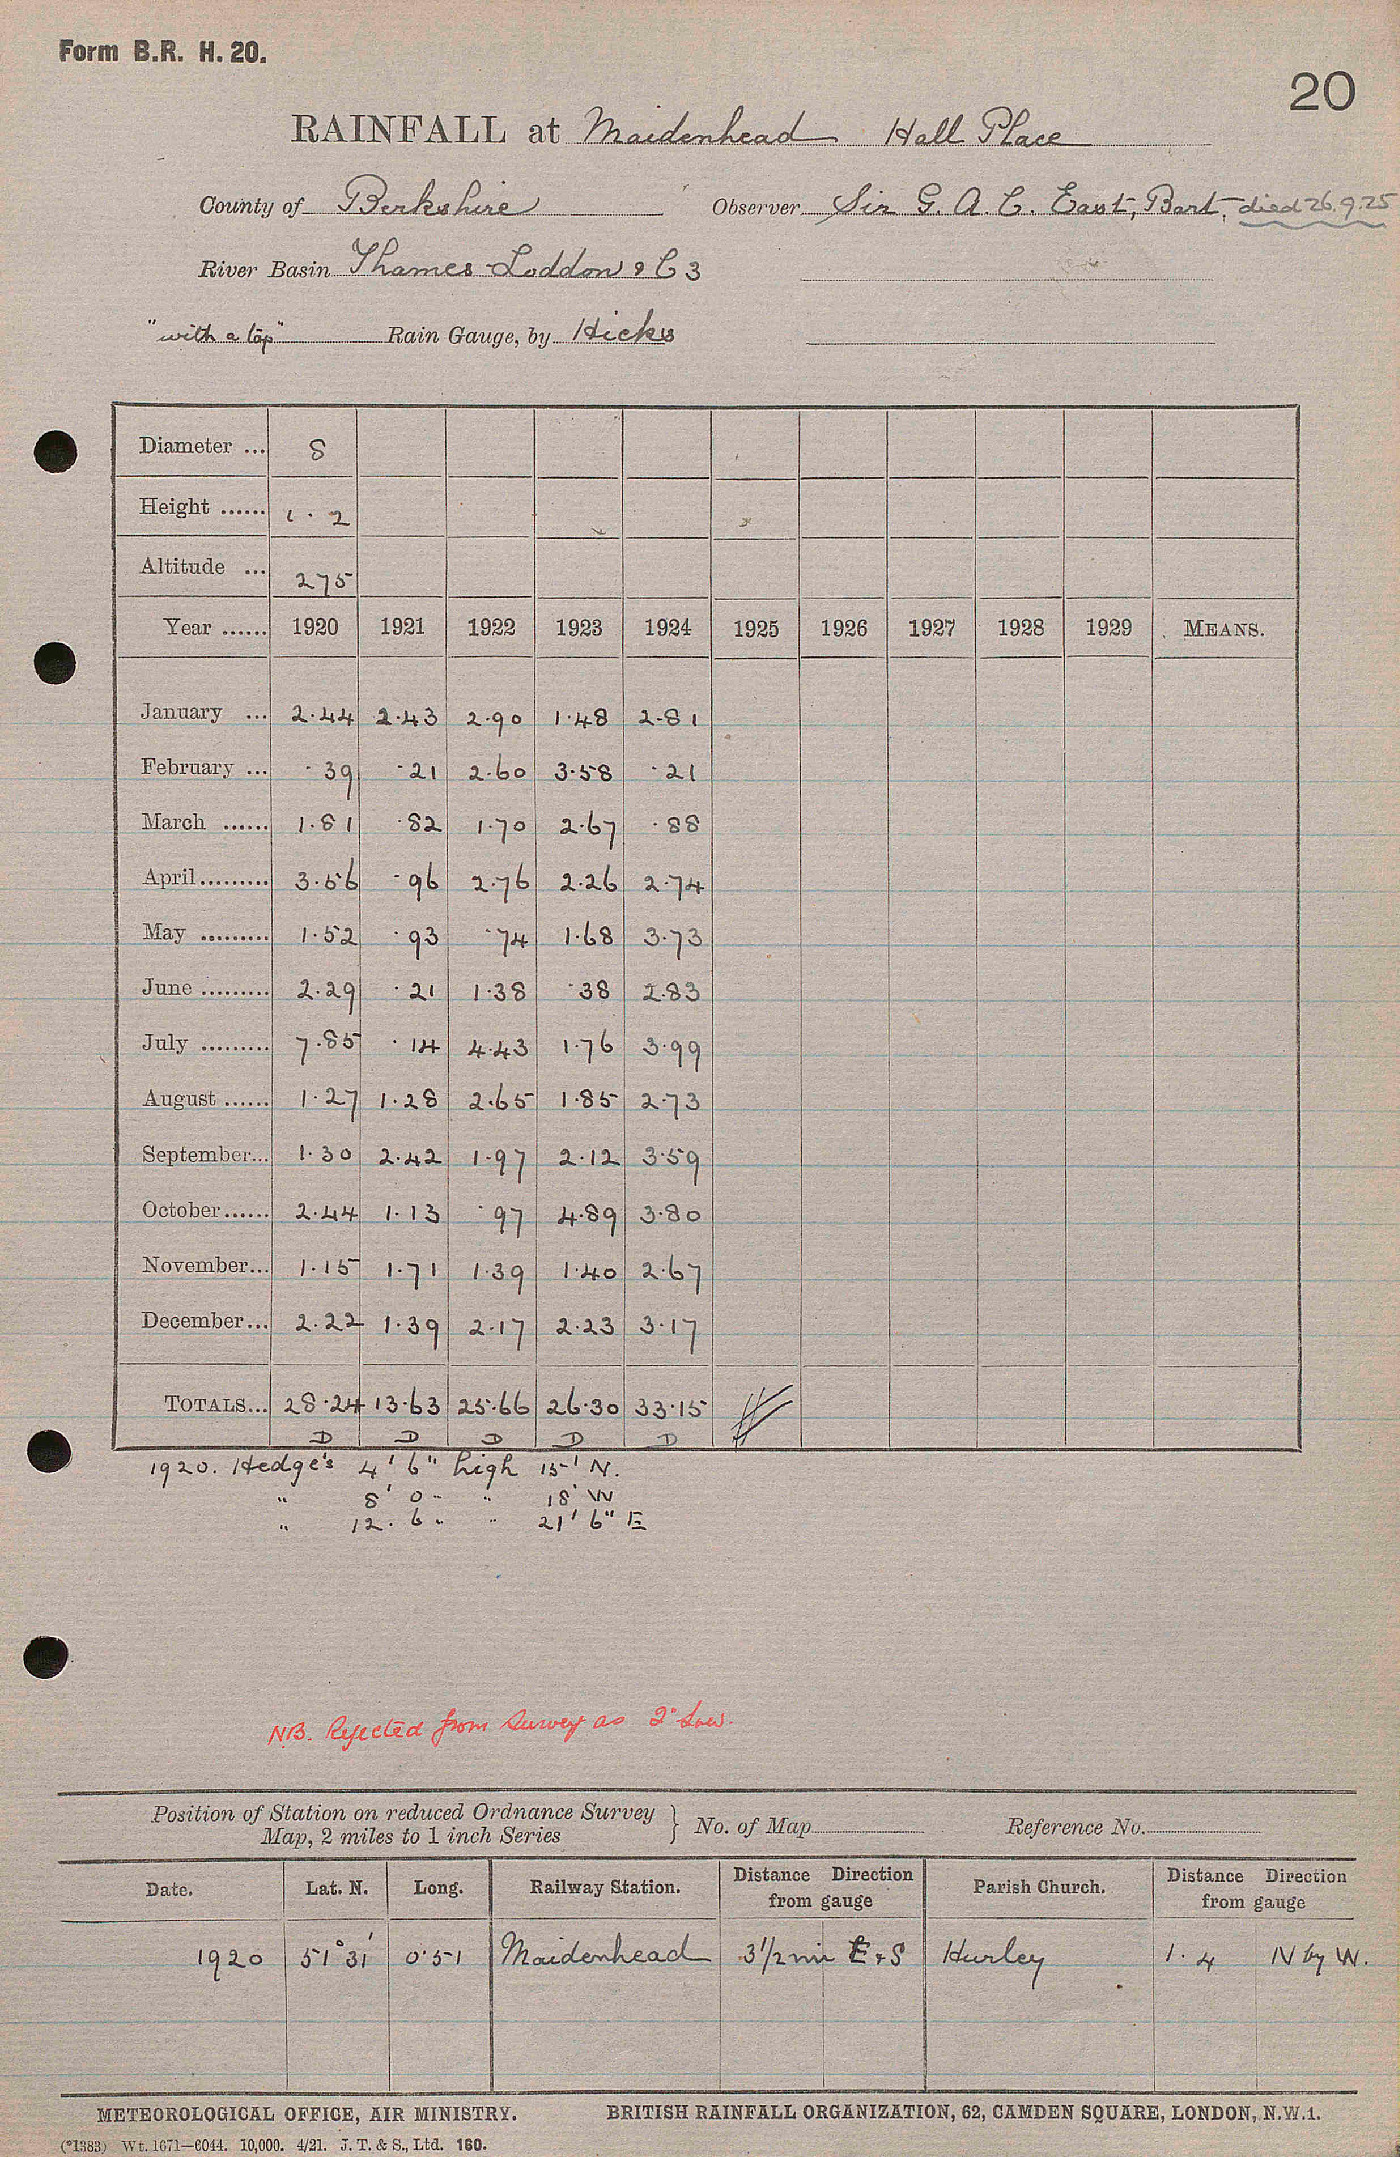 Form B.R. H. 20.
20
RAINFALL at Maidenhead Hall Place
County of Berkshire Observer Sir G. A. C. East, Bart, died 26.9.25
River Basin Thames - Loddon & C 3
"with a tap" Rain Gauge, by Hicks
Diameter ... 8
Height ...... 1 . 2
Altitude ... 275
Year ...... 1920 1921 1922 1923 1924 1925 1926 1927 1928 1929 MEANS.
January ... 2.44 2.43 2.90 1.48 2.81
February ... .39 .21 2.60 3.58 .21
March ...... 1.81 .82 1.70 2.67 .88
April ......... 3.56 .96 2.76 2.26 2.74
May ......... 1.52 .93 .74 1.68 3.73
June ......... 2.29 .21 1.38 .38 2.83
July ......... 7.85 .14 4.43 1.76 3.99
August ...... 1.27 1.28 2.65 1.85 2.73
September... 1.30 2.42 1.97 2.12 3.59
October...... 2.44 1.13 .97 4.89 3.80
November... 1.15 1.71 1.39 1.40 2.67
December... 2.22 1.39 2.17 2.23 3.17
TOTALS... 28.24 13.63 25.66 26.30 33.15
D D D D D
1920. Hedge's 4' 6" high 15' N.
" 8' 0" " 18' W
" 12. 6" " 21' 6" E
NB. Rejected from Survey as 2" Low.
Position of Station on reduced Ordnance Survey
Map, 2 miles to 1 inch Series } No. of Map Reference No.
Date. Lat. N. Long. Railway Station. Distance Direction from gauge Parish Church. Distance Direction from gauge
1920 51° 31' 0.51 Maidenhead 3 1/2 mi E & S Hurley 1 . 4 N by W.
METEOROLOGICAL OFFICE, AIR MINISTRY. BRITISH RAINFALL ORGANIZATION, 62, CAMDEN SQUARE, LONDON, N.W.1.
(*1383) Wt. 1671—6044. 10,000. 4/21. J. T. & S., Ltd. 160.